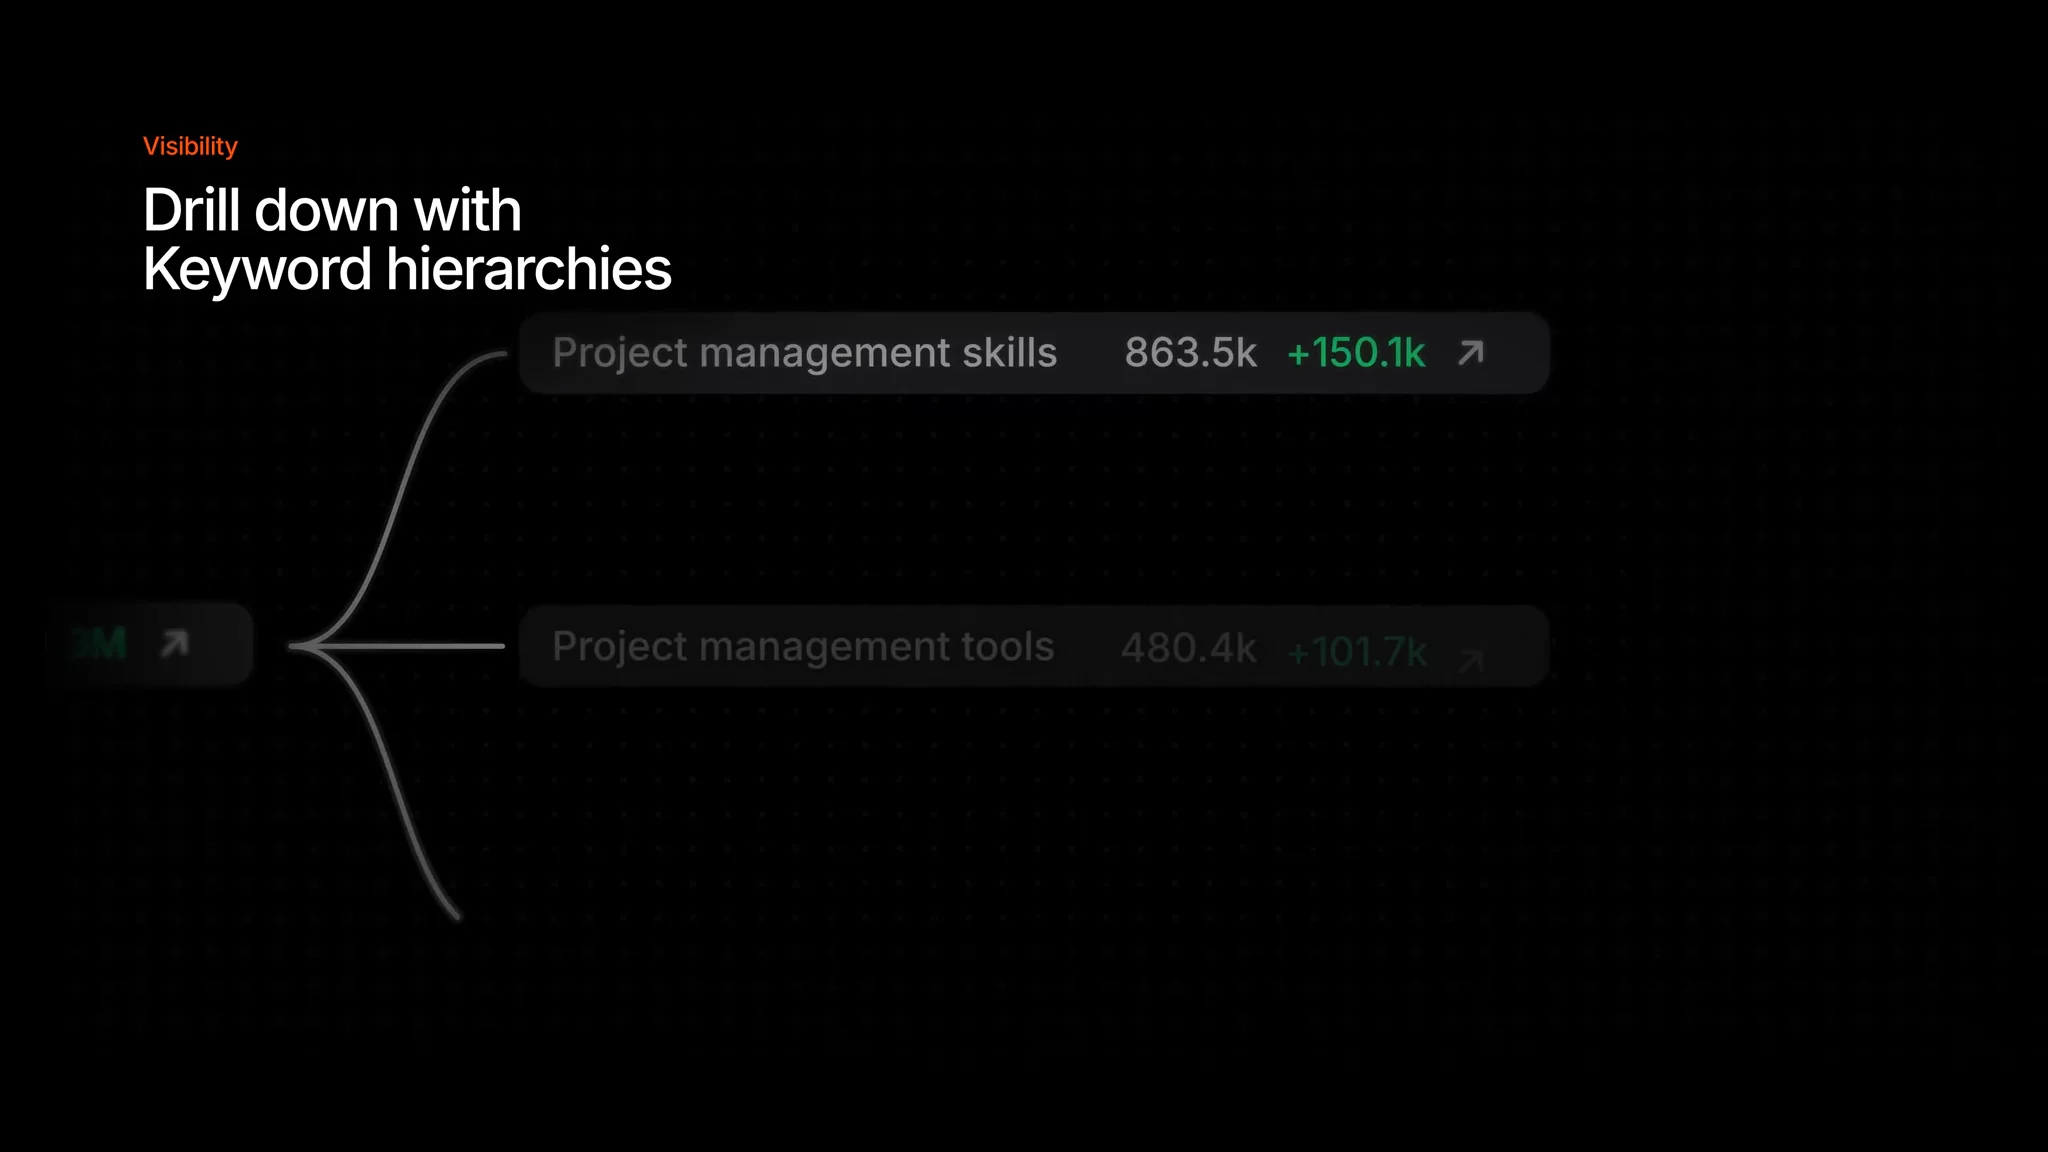 Visibility
Drill down with
Keyword hierarchies
Project management skills 863.5k +150.1k ↗
3M ↗
Project management tools 480.4k +101.7k ↗